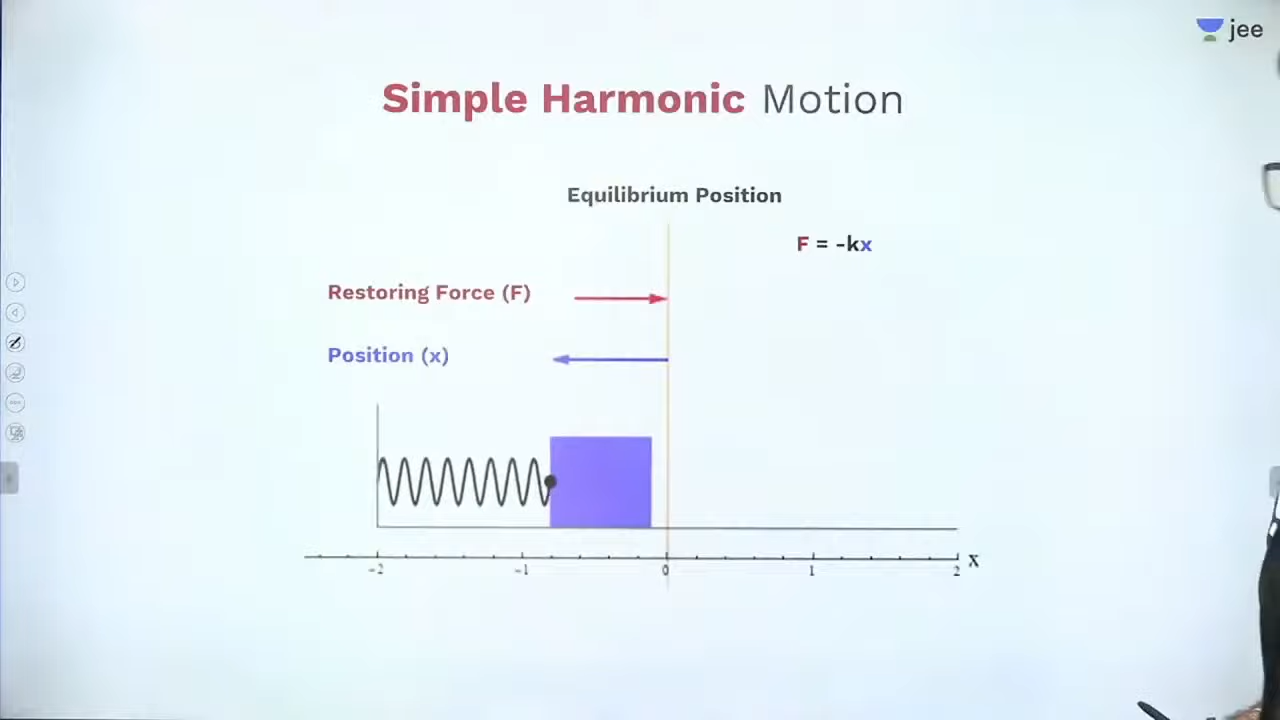 jee
Simple Harmonic Motion
Equilibrium Position
F = -kx
Restoring Force (F)
Position (x)
-2 -1 0 1 2 X